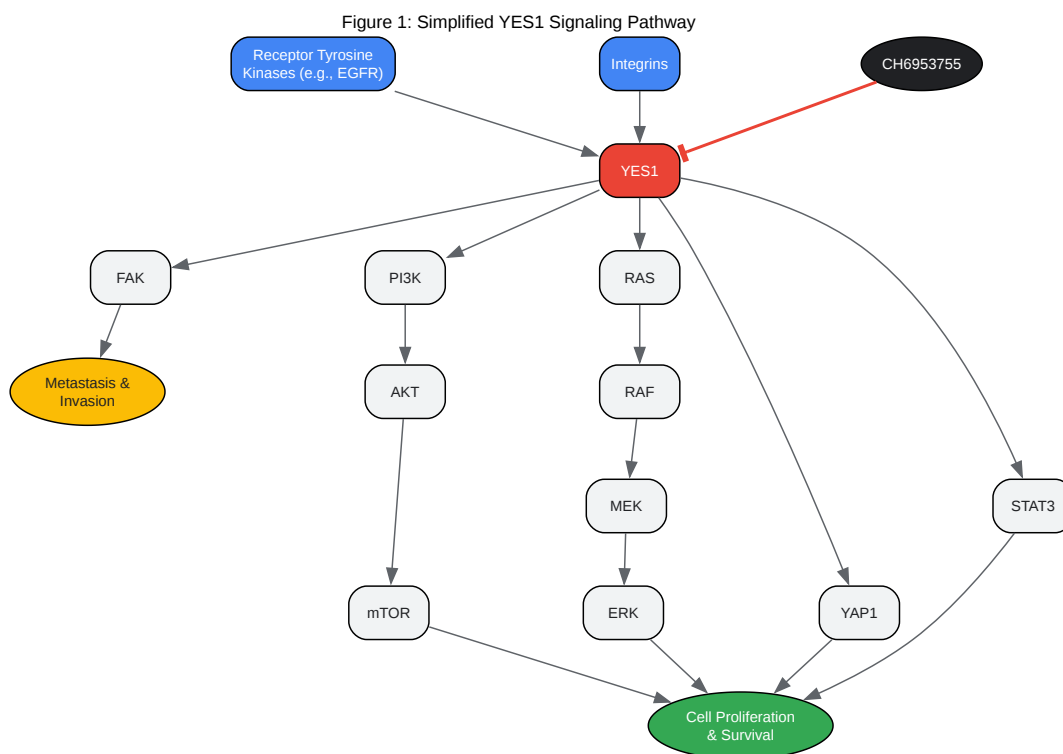 Figure 1: Simplified YES1 Signaling Pathway
Receptor Tyrosine
Kinases (e.g., EGFR)
Integrins
CH6953755
YES1
FAK
PI3K
RAS
Metastasis &
Invasion
AKT
RAF
MEK
STAT3
mTOR
ERK
YAP1
Cell Proliferation
& Survival